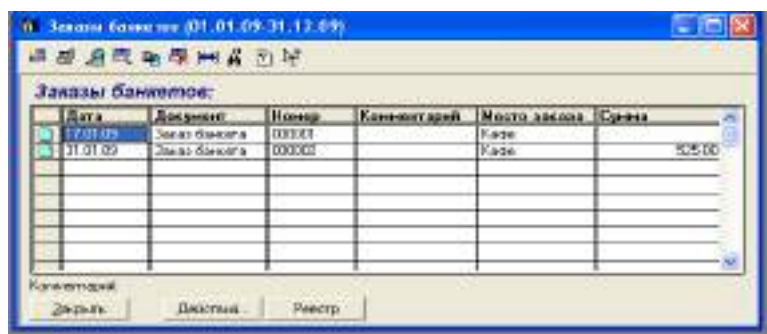 Заказы банкетов (01.01.09-31.12.09)
Заказы банкетов:
Дата Документ Номер Комментарий Место заказа Сумма
17.01.09 Заказ банкета 000001 Кафе
31.01.09 Заказ банкета 000002 Кафе 525.00
Комментарий:
Закрыть Действия... Реестр